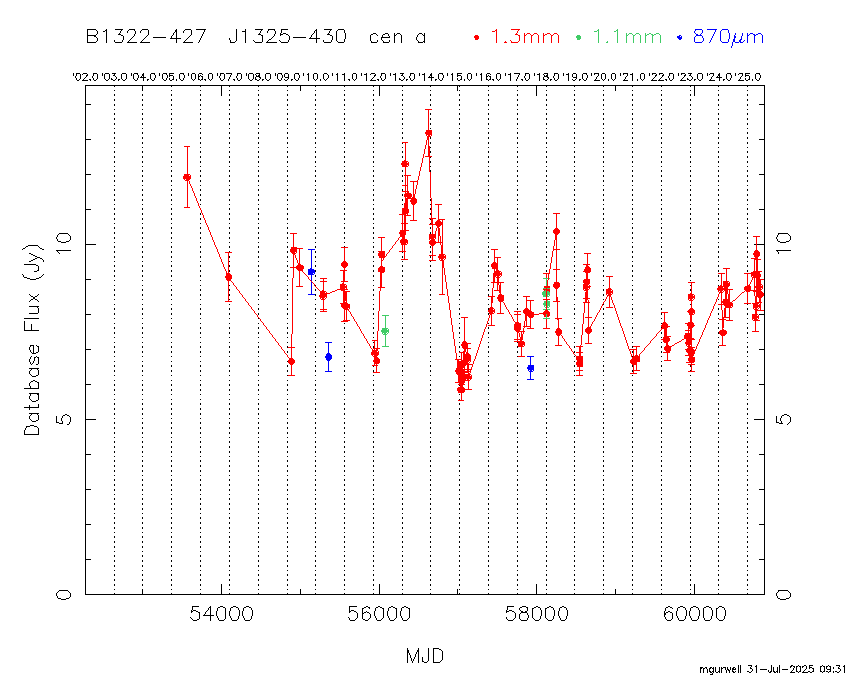 B1322−427 J1325−430 cen a • 1.3mm • 1.1mm • 870μm
'02.0 '03.0 '04.0 '05.0 '06.0 '07.0 '08.0 '09.0 '10.0 '11.0 '12.0 '13.0 '14.0 '15.0 '16.0 '17.0 '18.0 '19.0 '20.0 '21.0 '22.0 '23.0 '24.0 '25.0
10 10
Database Flux (Jy)
5 5
0 0
54000 56000 58000 60000
MJD
mgurwell 31−Jul−2025 09:31